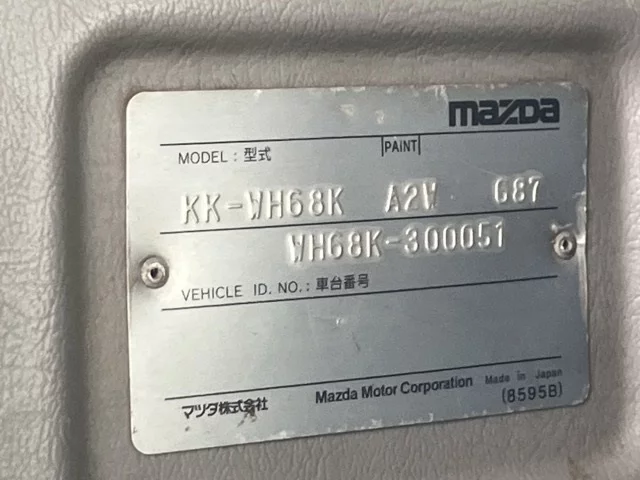 mazda
MODEL : 型式 PAINT
KK-WH68K A2W G87
WH68K-300051
VEHICLE ID. NO. : 車台番号
マツダ株式会社 Mazda Motor Corporation Made in Japan
(8595B)